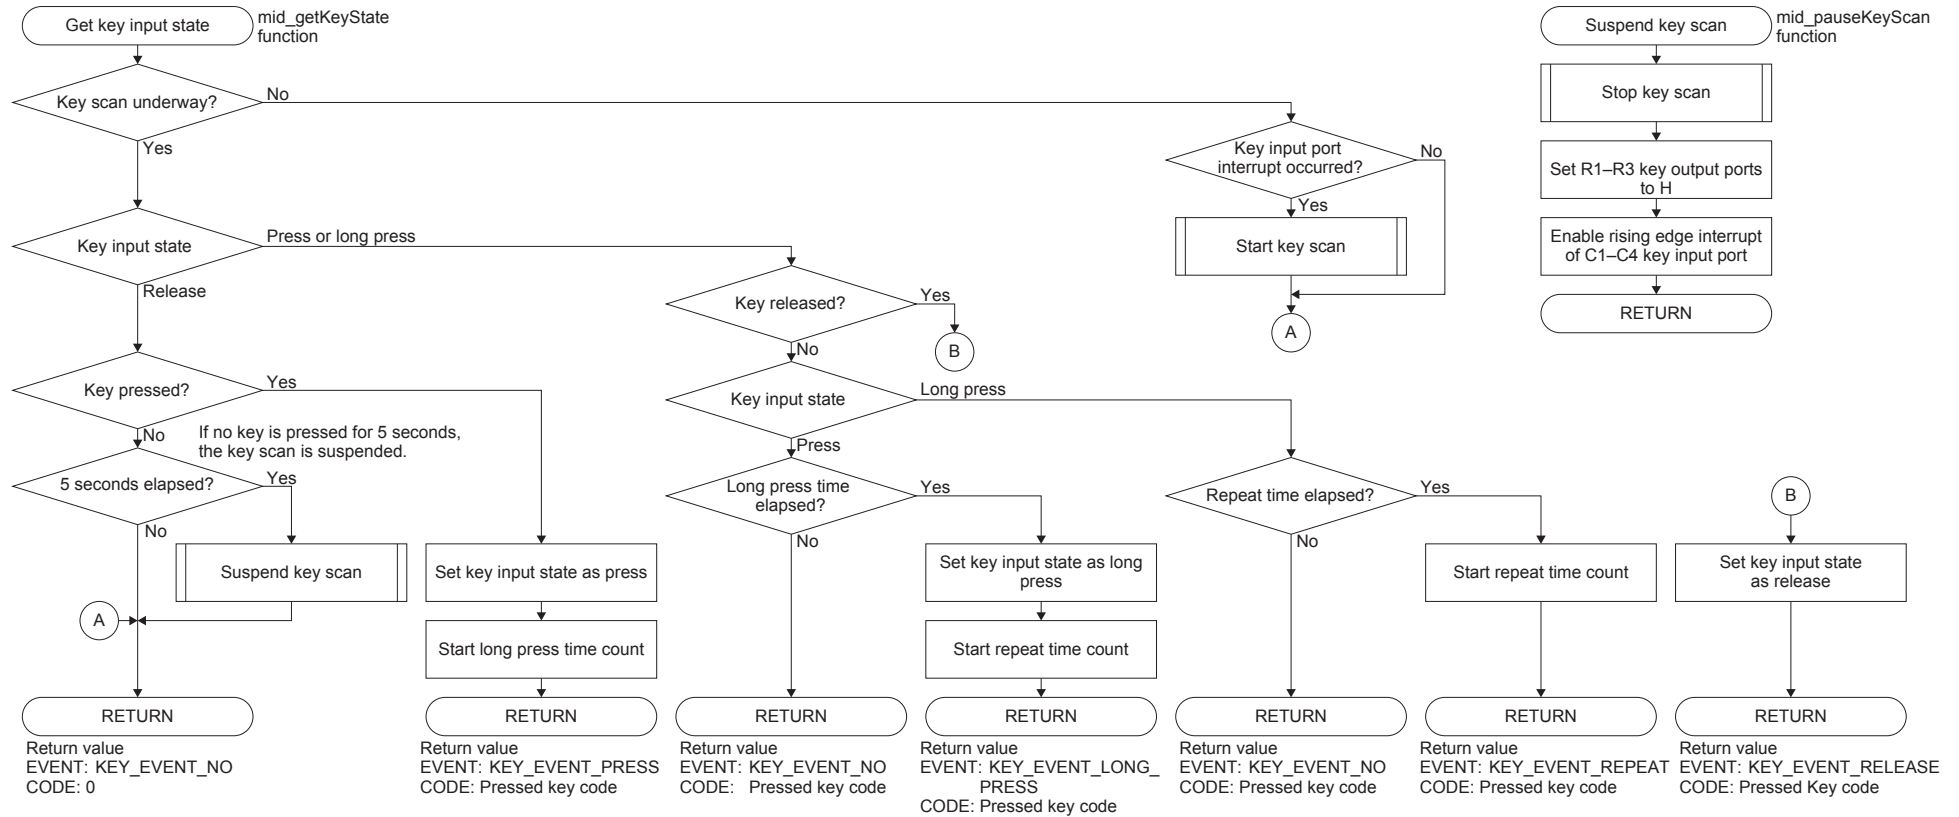 Get key input state
mid_getKeyState
function
Key scan underway?
No
Yes
Key input state
Press or long press
Release
Key pressed?
Yes
No
If no key is pressed for 5 seconds,
the key scan is suspended.
5 seconds elapsed?
Yes
No
Suspend key scan
A
RETURN
Return value
EVENT: KEY_EVENT_NO
CODE: 0
Set key input state as press
Start long press time count
RETURN
Return value
EVENT: KEY_EVENT_PRESS
CODE: Pressed key code
Key released?
Yes
B
No
Key input state
Long press
Press
Long press time
elapsed?
Yes
No
RETURN
Return value
EVENT: KEY_EVENT_NO
CODE: Pressed key code
Set key input state as long
press
Start repeat time count
RETURN
Return value
EVENT: KEY_EVENT_LONG_
PRESS
CODE: Pressed key code
Key input port
interrupt occurred?
No
Yes
Start key scan
A
Repeat time elapsed?
Yes
No
RETURN
Return value
EVENT: KEY_EVENT_NO
CODE: Pressed key code
Start repeat time count
RETURN
Return value
EVENT: KEY_EVENT_REPEAT
CODE: Pressed key code
B
Set key input state
as release
RETURN
Return value
EVENT: KEY_EVENT_RELEASE
CODE: Pressed Key code
Suspend key scan
mid_pauseKeyScan
function
Stop key scan
Set R1–R3 key output ports
to H
Enable rising edge interrupt
of C1–C4 key input port
RETURN